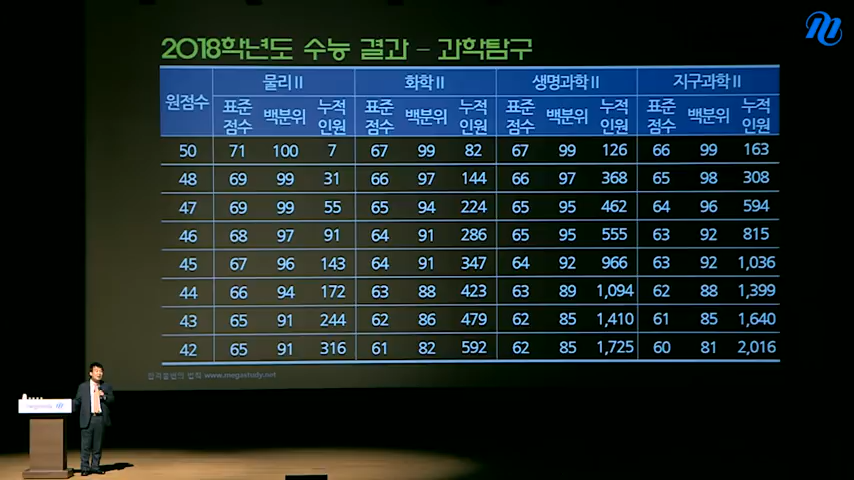 2018학년도 수능 결과 – 과학탐구
원점수 물리Ⅱ 화학Ⅱ 생명과학Ⅱ 지구과학Ⅱ
표준점수 백분위 누적인원 표준점수 백분위 누적인원 표준점수 백분위 누적인원 표준점수 백분위 누적인원
50 71 100 7 67 99 82 67 99 126 66 99 163
48 69 99 31 66 97 144 66 97 368 65 98 308
47 69 99 55 65 94 224 65 95 462 64 96 594
46 68 97 91 64 91 286 65 95 555 63 92 815
45 67 96 143 64 91 347 64 92 966 63 92 1,036
44 66 94 172 63 88 423 63 89 1,094 62 88 1,399
43 65 91 244 62 86 479 62 85 1,410 61 85 1,640
42 65 91 316 61 82 592 62 85 1,725 60 81 2,016
www.megastudy.net